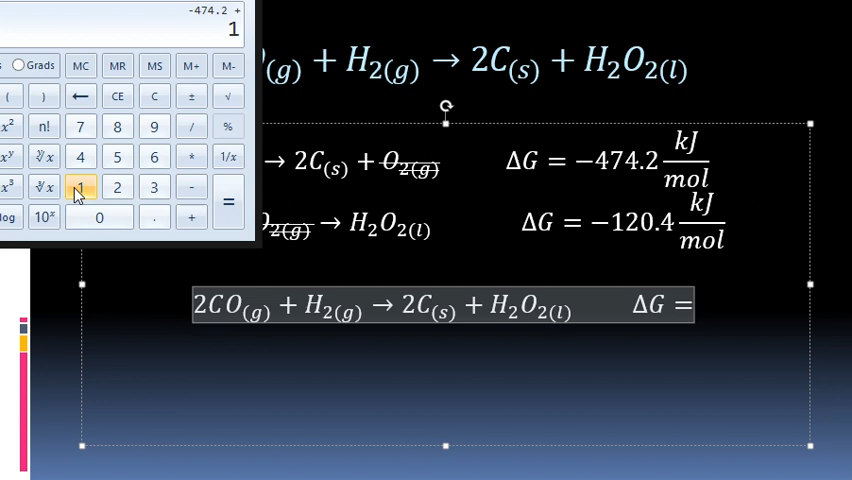 -474.2 +
1
s Grads MC MR MS M+ M-
( ) ← CE C ± √
x² n! 7 8 9 / %
xʸ ʸ√x 4 5 6 * 1/x
x³ ³√x 1 2 3 - =
log 10ˣ 0 . +
O₍g₎ + H₂₍g₎ → 2C₍s₎ + H₂O₂₍l₎
→ 2C₍s₎ + O₂₍g₎ ΔG = −474.2 kJ/mol
O₂₍g₎ → H₂O₂₍l₎ ΔG = −120.4 kJ/mol
2CO₍g₎ + H₂₍g₎ → 2C₍s₎ + H₂O₂₍l₎ ΔG =